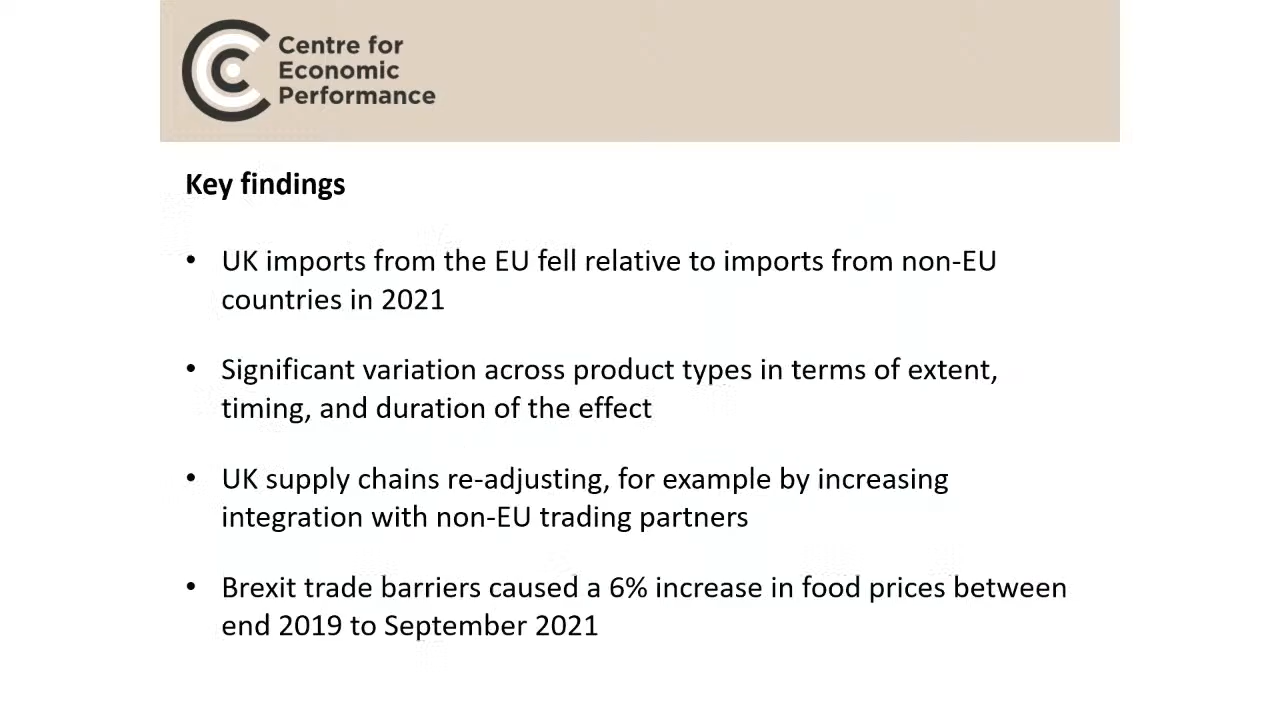 Centre for
Economic
Performance
Key findings
• UK imports from the EU fell relative to imports from non-EU
countries in 2021
• Significant variation across product types in terms of extent,
timing, and duration of the effect
• UK supply chains re-adjusting, for example by increasing
integration with non-EU trading partners
• Brexit trade barriers caused a 6% increase in food prices between
end 2019 to September 2021